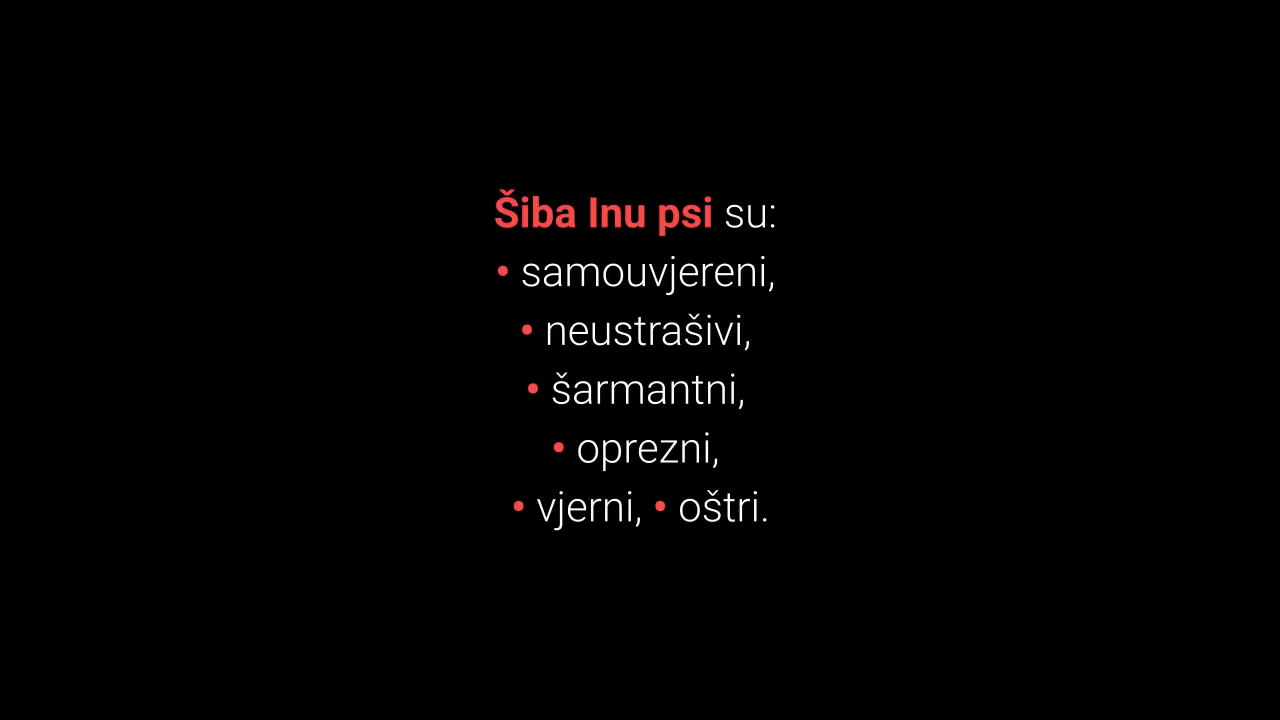 Šiba Inu psi su:
• samouvjereni,
• neustrašivi,
• šarmantni,
• oprezni,
• vjerni, • oštri.